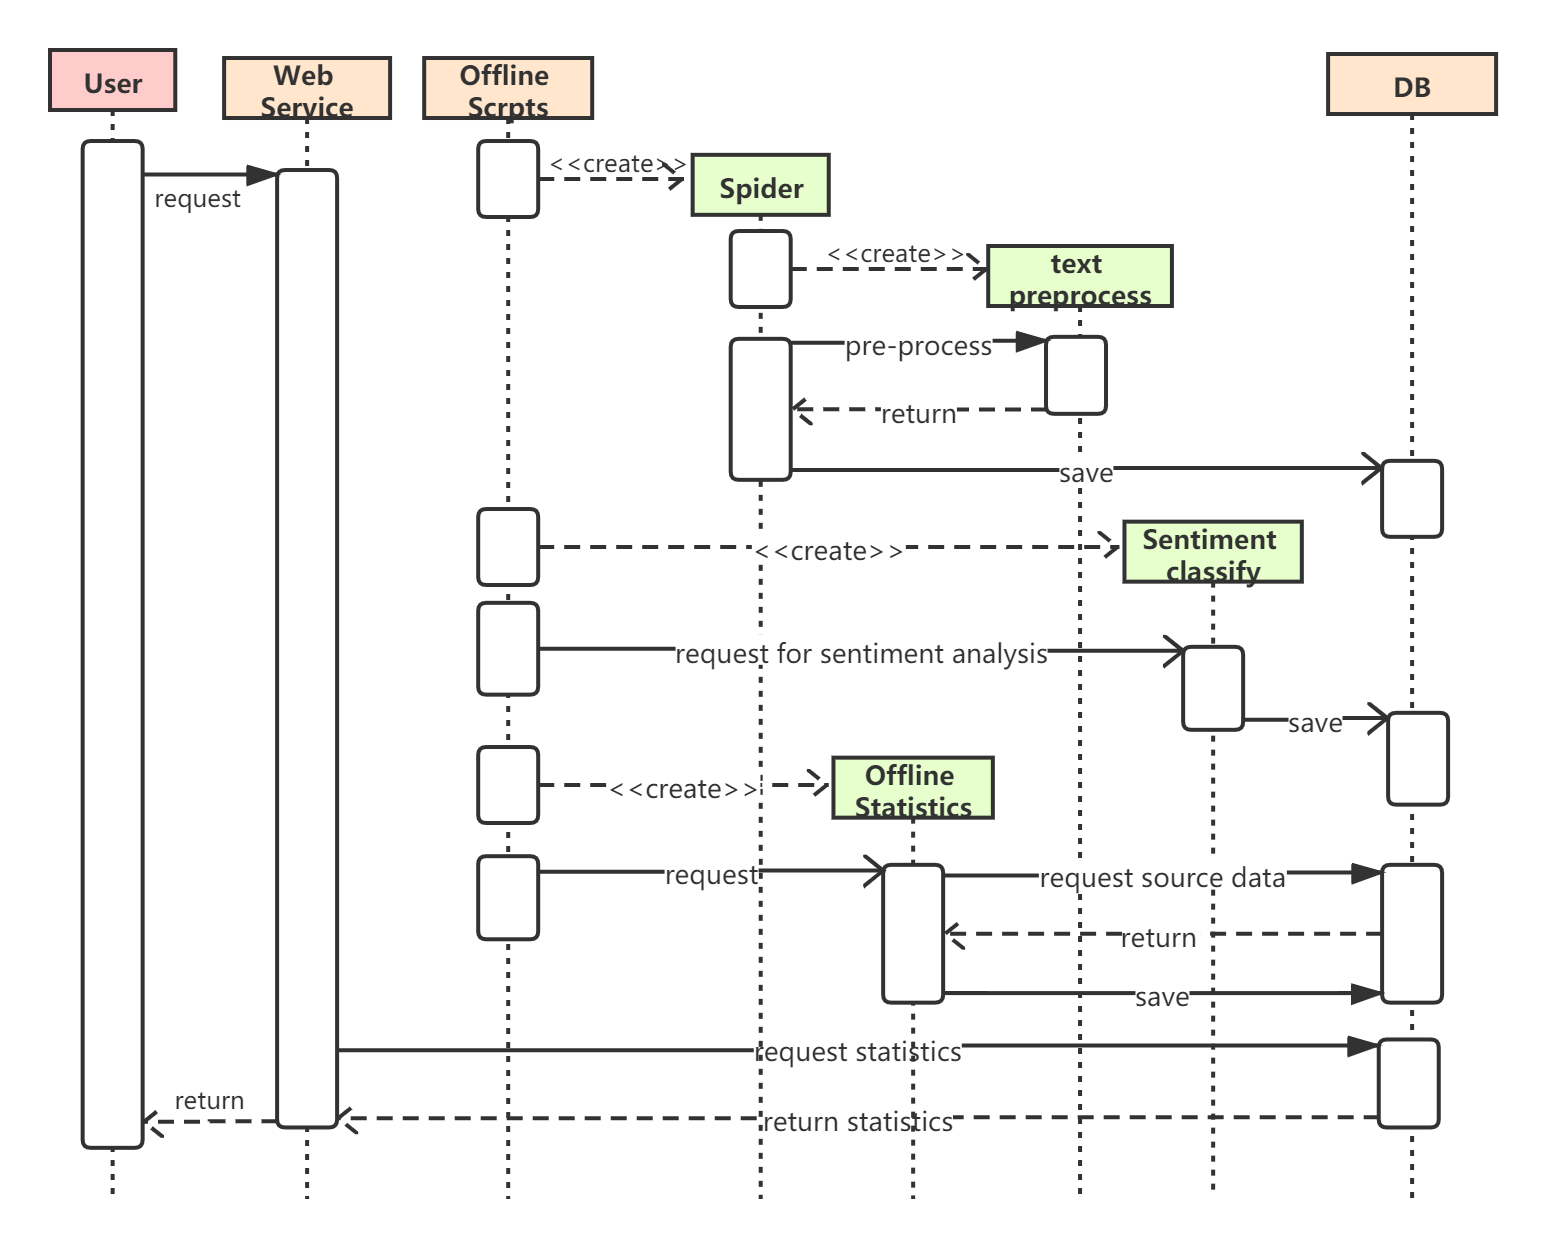 User
Web
Service
Offline
Scrpts
DB
<<create>>
Spider
request
<<create>>
text
preprocess
pre-process
return
save
Sentiment
classify
<<create>>
request for sentiment analysis
save
Offline
Statistics
<<create>>
request
request source data
return
save
request statistics
return
return statistics